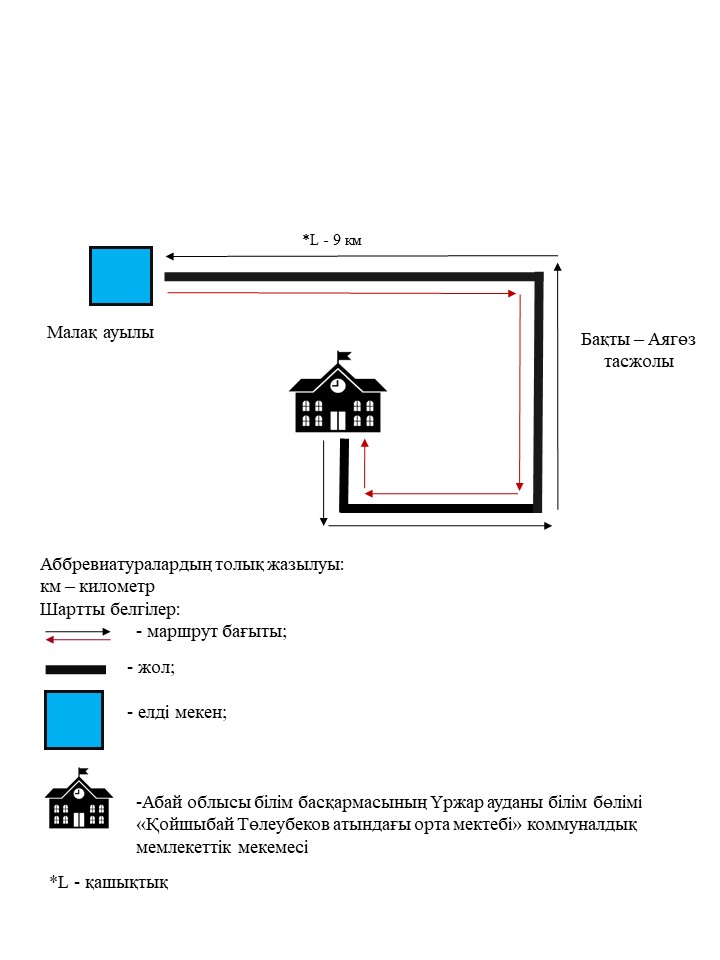 *L - 9 км
Малақ ауылы
Бақты – Аягөз
тасжолы
Аббревиатуралардың толық жазылуы:
км – километр
Шартты белгілер:
- маршрут бағыты;
- жол;
- елді мекен;
-Абай облысы білім басқармасының Үржар ауданы білім бөлімі
«Қойшыбай Төлеубеков атындағы орта мектебі» коммуналдық
мемлекеттік мекемесі
*L - қашықтық